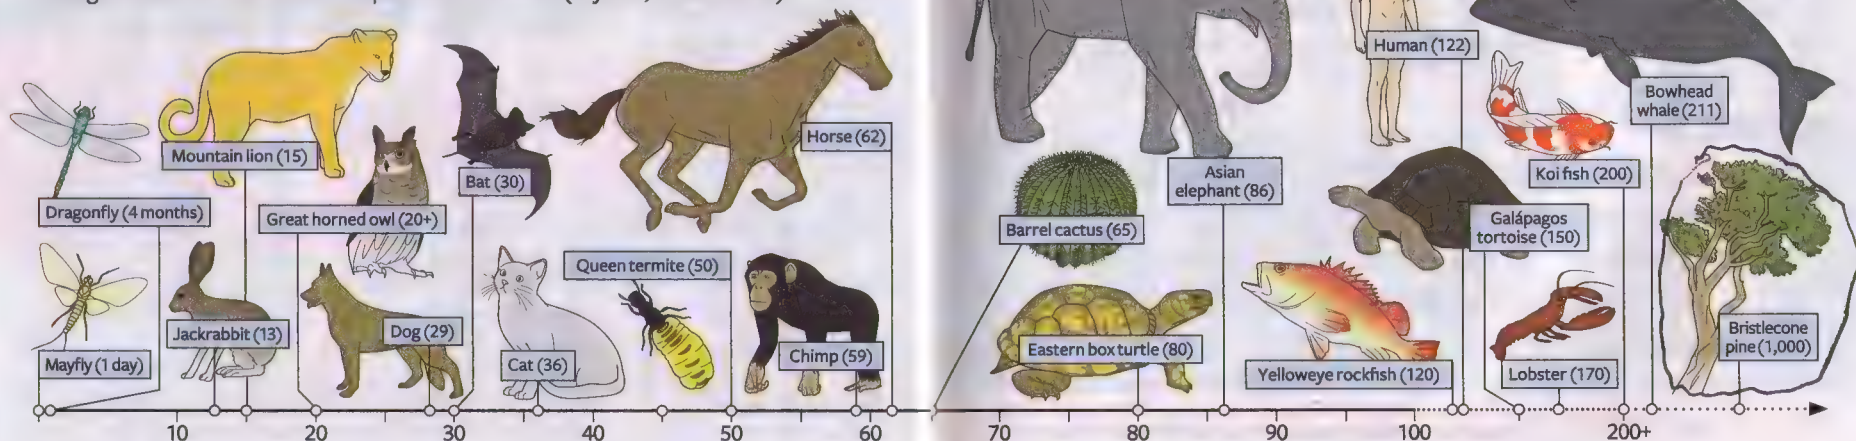 Human (122)
Bowhead
whale (211)
Horse (62)
Mountain lion (15)
Bat (30)
Asian
elephant (86)
Koi fish (200)
Dragonfly (4 months)
Great horned owl (20+)
Barrel cactus (65)
Galápagos
tortoise (150)
Queen termite (50)
Jackrabbit (13)
Dog (29)
Bristlecone
pine (1,000)
Mayfly (1 day)
Cat (36)
Chimp (59)
Eastern box turtle (80)
Yelloweye rockfish (120)
Lobster (170)
10 20 30 40 50 60 70 80 90 100 200+